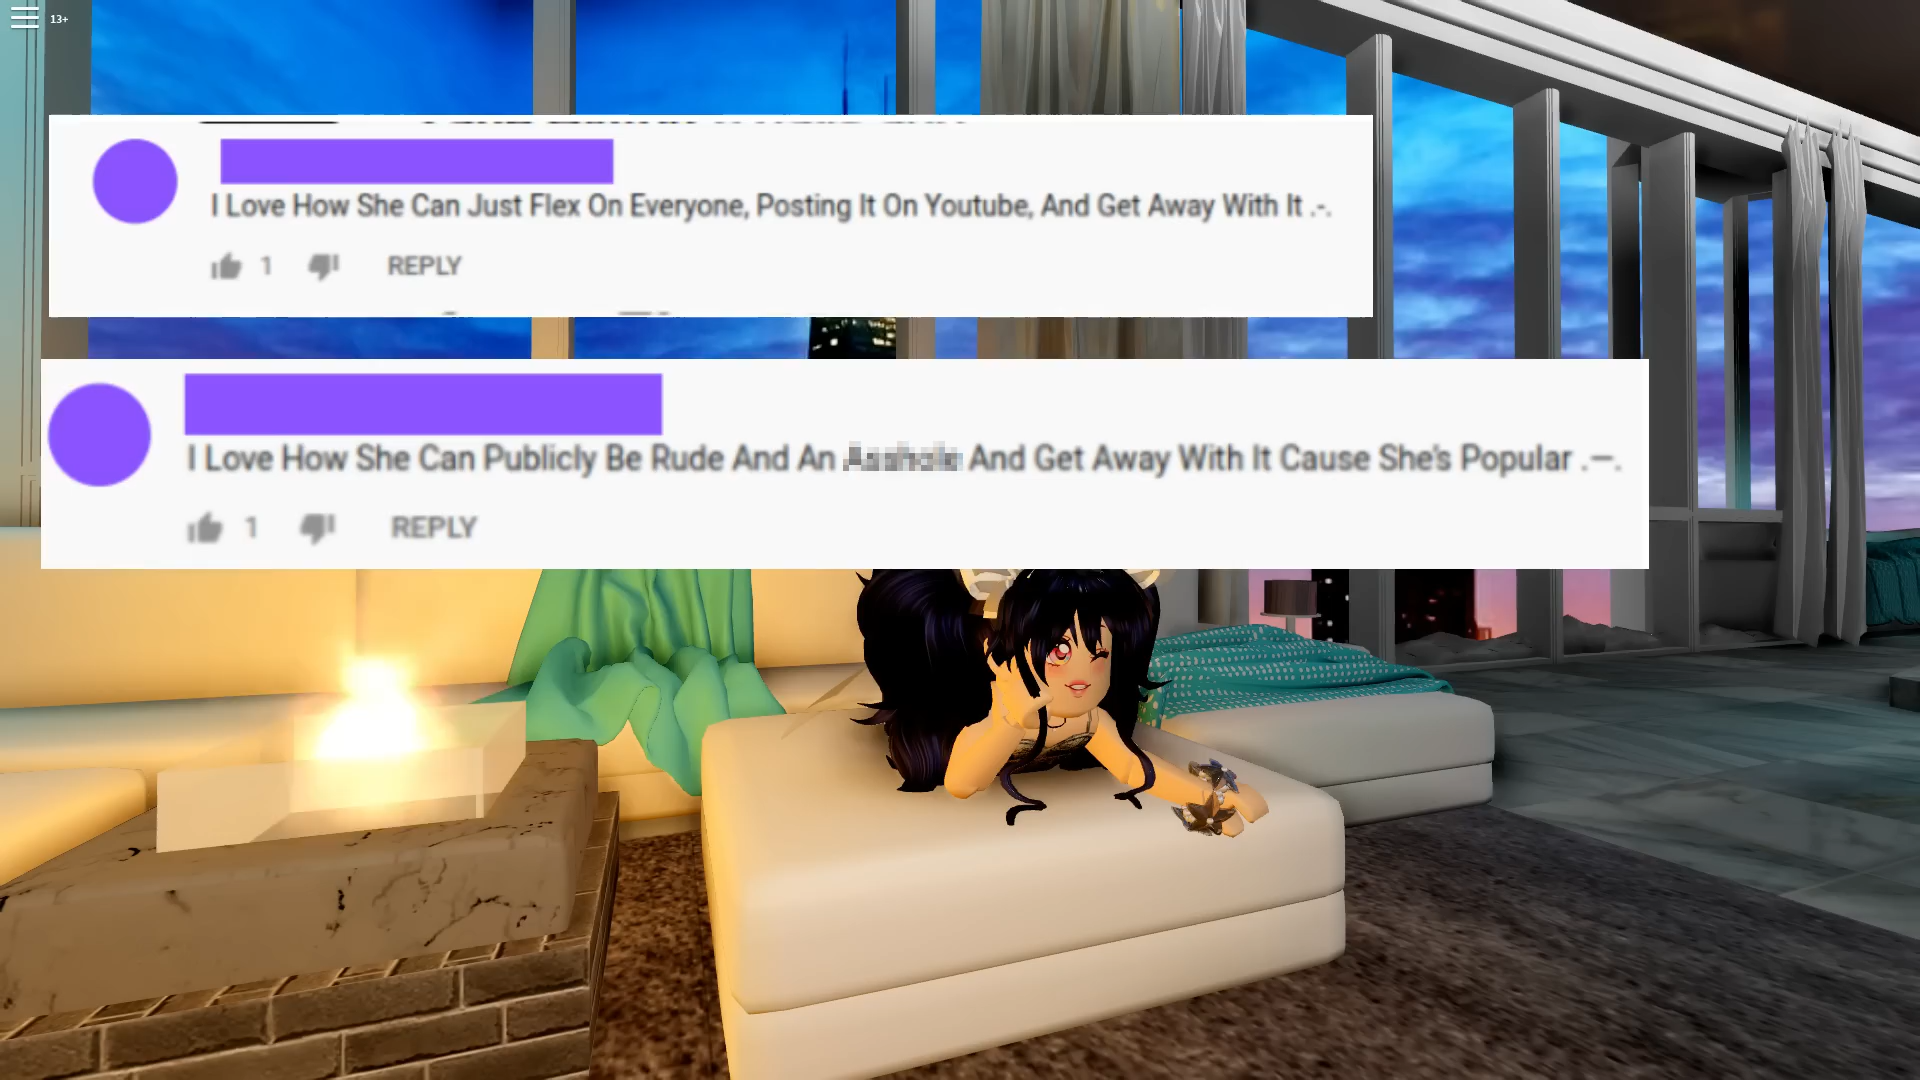 13+
I Love How She Can Just Flex On Everyone, Posting It On Youtube, And Get Away With It .-.
1 REPLY
I Love How She Can Publicly Be Rude And An And Get Away With It Cause She's Popular .—.
1 REPLY